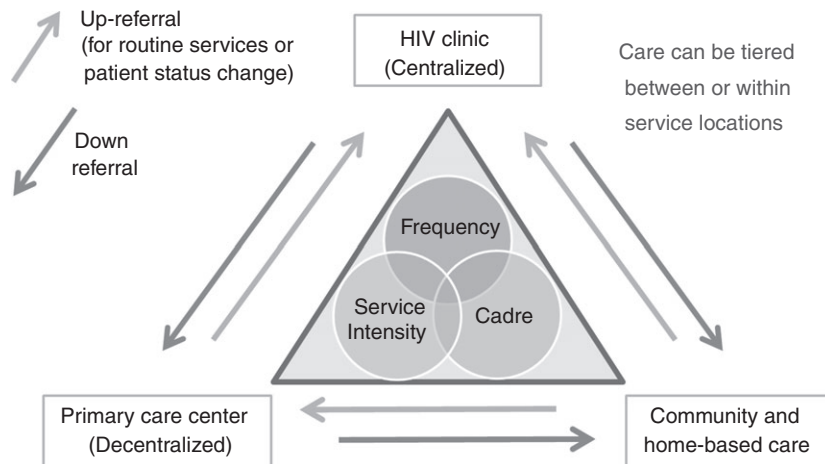 Up-referral
(for routine services or
patient status change)
Down
referral
HIV clinic
(Centralized)
Care can be tiered
between or within
service locations
Frequency
Service
Intensity
Cadre
Primary care center
(Decentralized)
Community and
home-based care